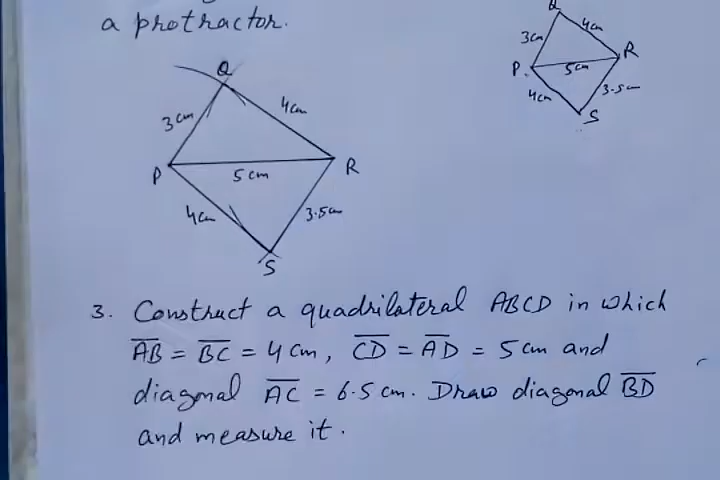 a protractor.
Q
3cm
4cm
P
5cm
R
4cm
3.5cm
S
Q
3cm
4cm
P.
5cm
R
4cm
3.5cm
S
3. Construct a quadrilateral ABCD in which
AB = BC = 4 cm, CD = AD = 5 cm and
diagonal AC = 6.5 cm. Draw diagonal BD
and measure it.